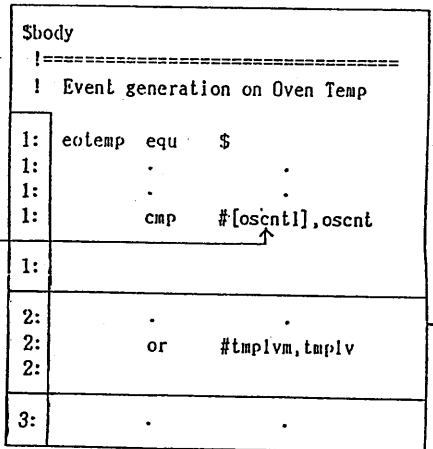 $body
!==================================
! Event generation on Oven Temp
1: eotemp equ $
1: . .
1: . .
1: cmp #[oscntl],oscnt
1:
2: . .
2: or #tmplvm,tmplv
2:
3: . .